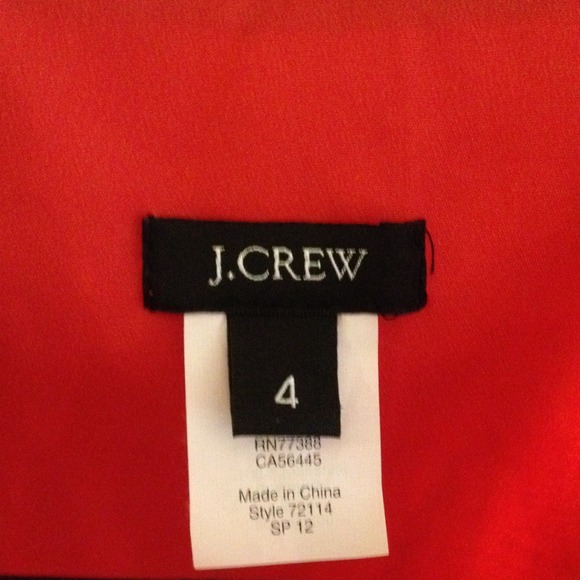 J.CREW
4
RN77388
CA56445
Made in China
Style 72114
SP 12